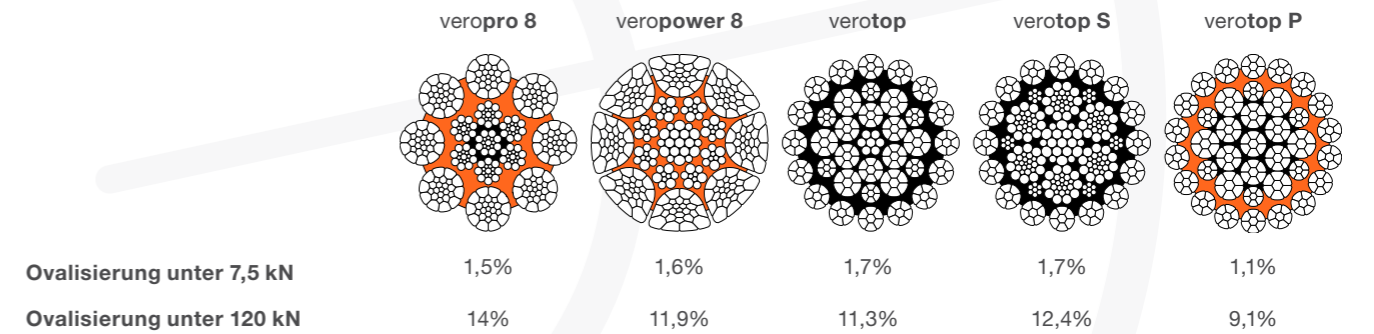 veropro 8 veropower 8 verotop verotop S verotop P
Ovalisierung unter 7,5 kN 1,5% 1,6% 1,7% 1,7% 1,1%
Ovalisierung unter 120 kN 14% 11,9% 11,3% 12,4% 9,1%